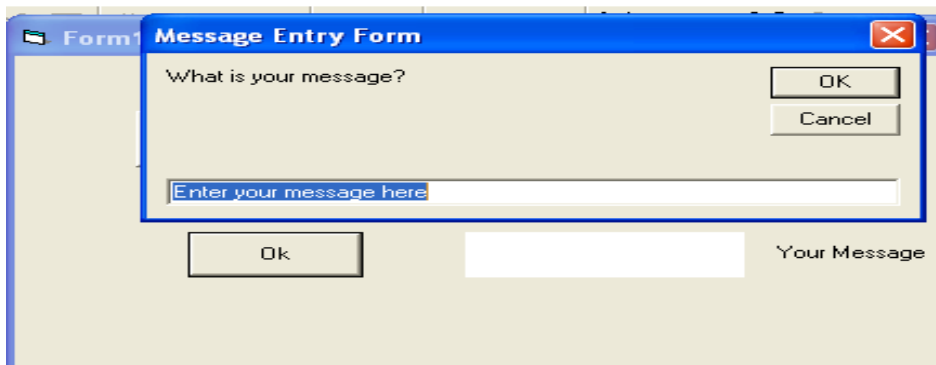 Form1
Message Entry Form
What is your message?
OK
Cancel
Enter your message here
Ok
Your Message